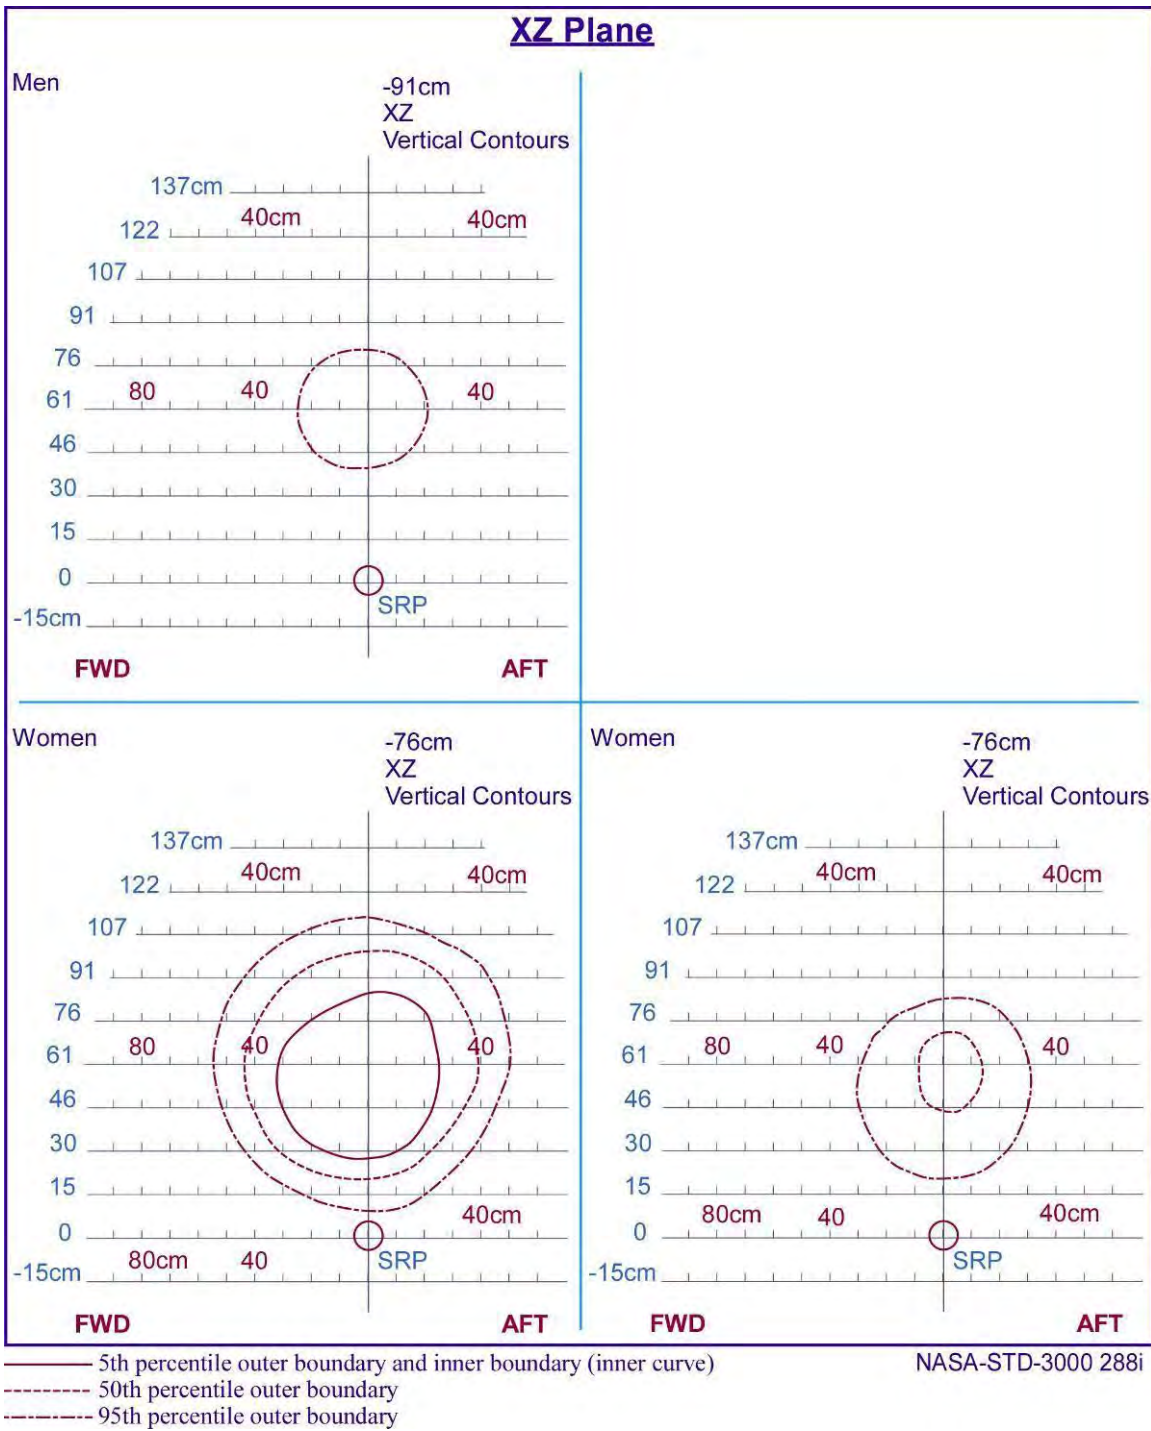 XZ Plane
Men
-91cm
XZ
Vertical Contours
137cm
40cm 40cm
122
107
91
76
80 40 40
61
46
30
15
0
SRP
-15cm
FWD AFT
Women
-76cm
XZ
Vertical Contours
137cm
40cm 40cm
122
107
91
76
80 40 40
61
46
30
15
40cm
0
80cm 40 SRP
-15cm
FWD AFT
Women
-76cm
XZ
Vertical Contours
137cm
40cm 40cm
122
107
91
76
80 40 40
61
46
30
15
80cm 40 40cm
0
SRP
-15cm
FWD AFT
5th percentile outer boundary and inner boundary (inner curve)
50th percentile outer boundary
95th percentile outer boundary
NASA-STD-3000 288i